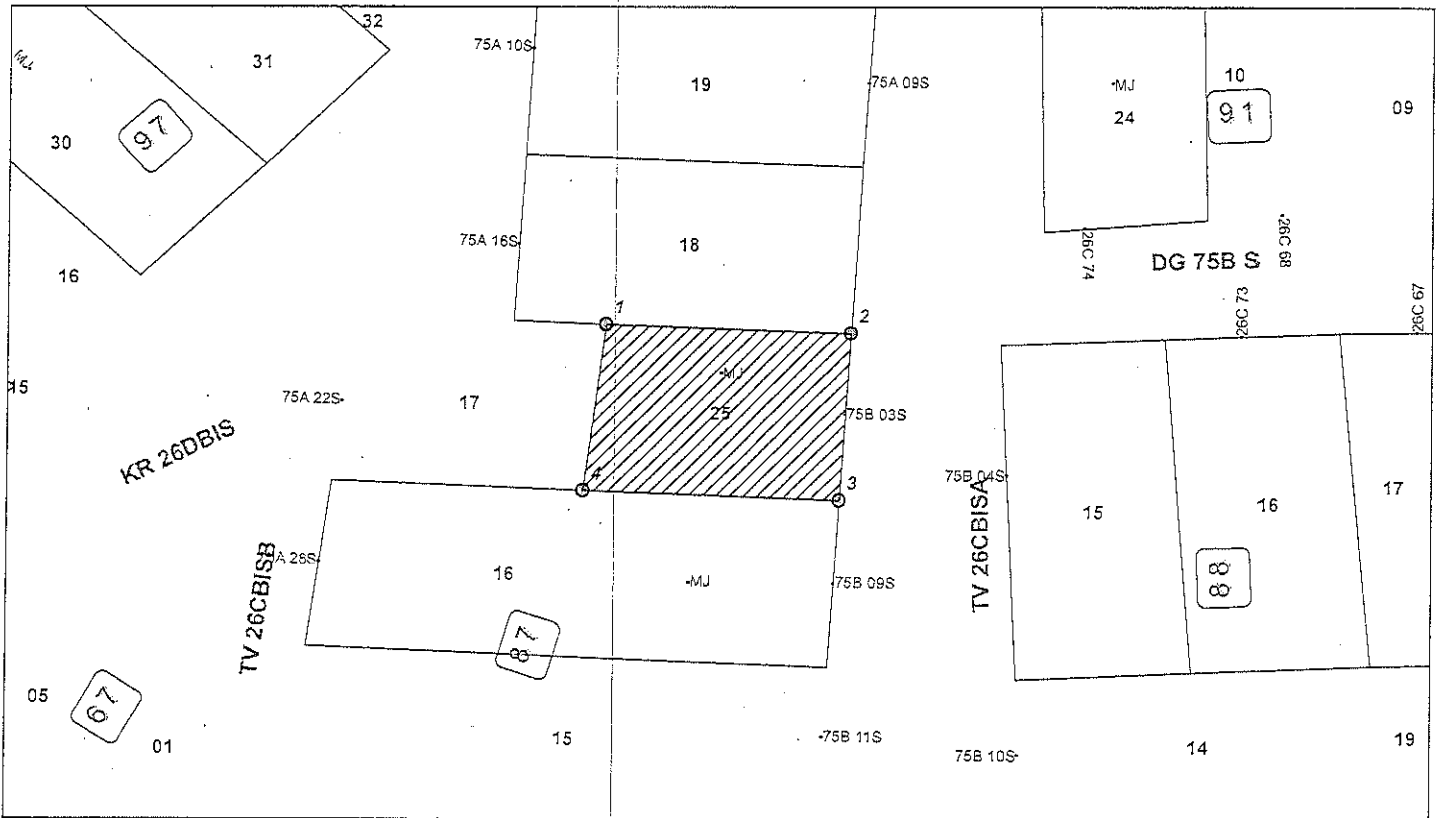 32
MJ
31
75A 10S
19
75A 09S
MJ
24
10
91
09
30
97
75A 16S
18
26C 74
26C 68
DG 75B S
16
26C 73
26C 67
1
2
MJ
15
75A 22S
17
25
75B 03S
KR 26DBIS
4
3
75B 04S
TV 26CBISA
15
16
17
A 28S
TV 26CBISB
16
MJ
75B 09S
88
87
05
67
01
15
75B 11S
75B 10S
14
19